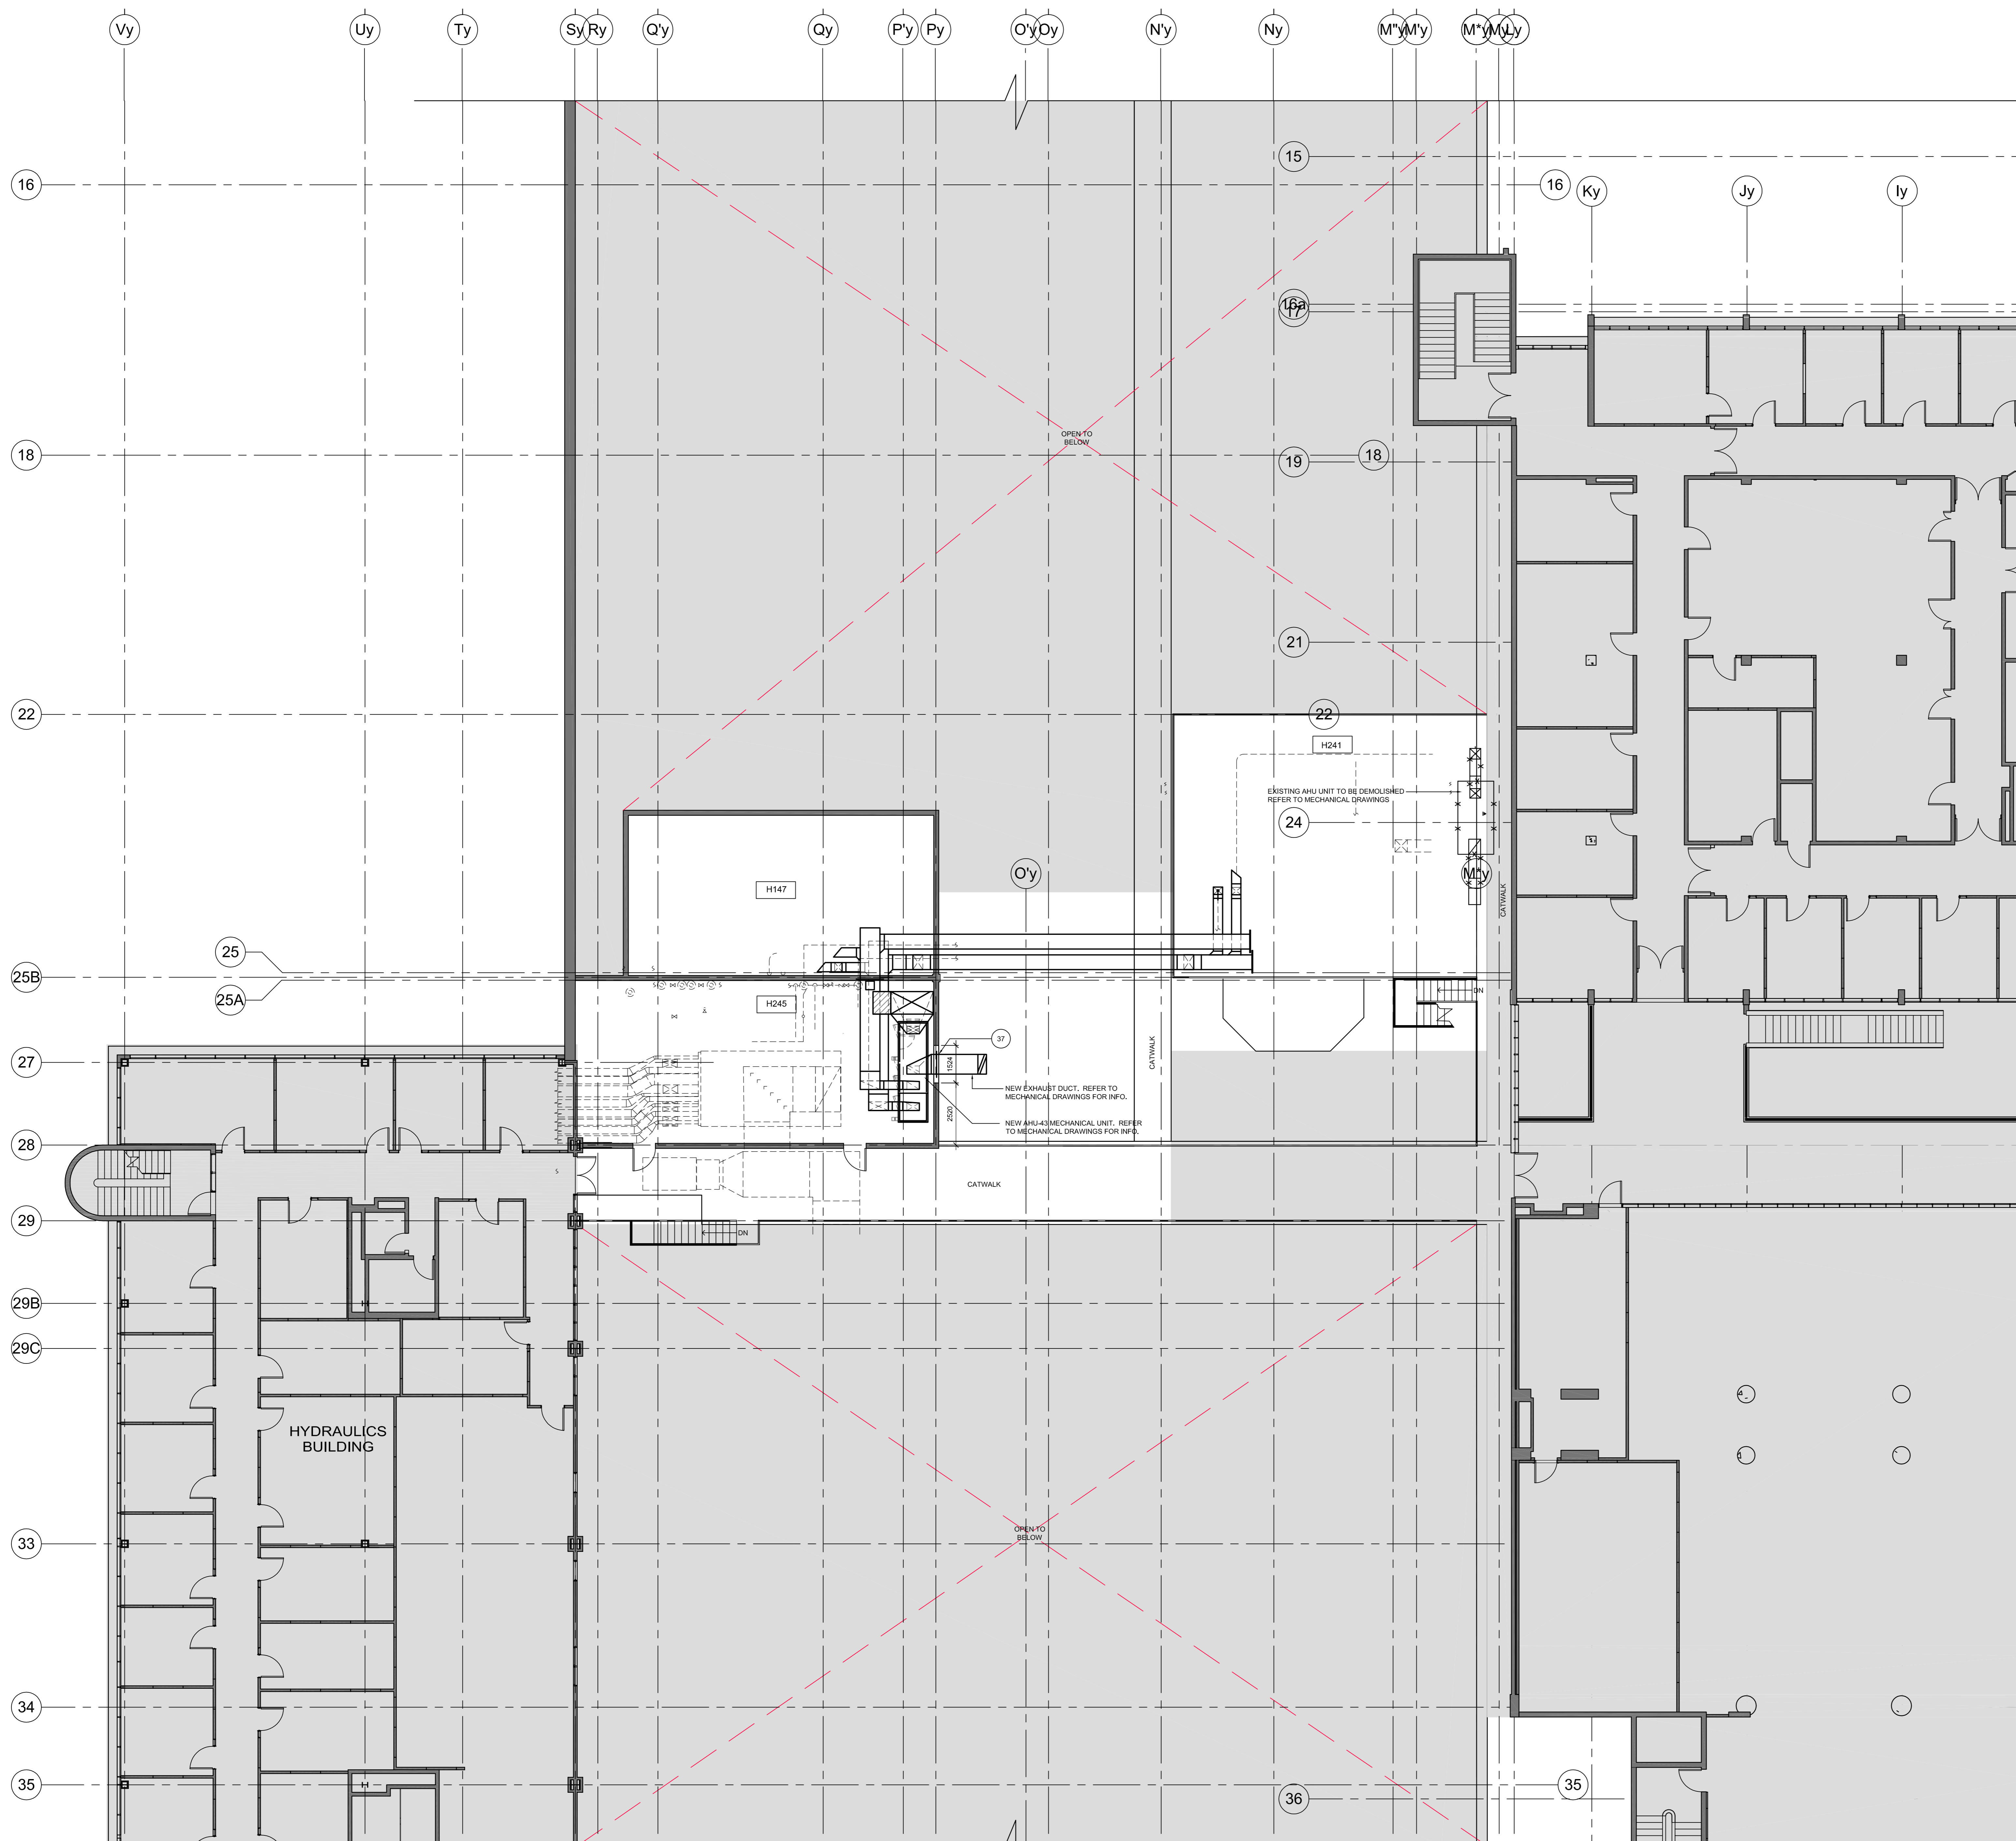 Vy
Uy
Ty
Sy
Ry
Q'y
Qy
P'y
Py
O'y
Oy
N'y
Ny
M"y
M'y
M*y
My
Ly
15
16
16
Ky
Jy
Iy
16a
17
OPEN TO
BELOW
18
18
19
21
22
22
H241
EXISTING AHU UNIT TO BE DEMOLISHED
REFER TO MECHANICAL DRAWINGS
24
O'y
M*y
H147
CATWALK
25
25B
25A
H245
DN
37
27
1524
CATWALK
NEW EXHAUST DUCT. REFER TO
MECHANICAL DRAWINGS FOR INFO.
2520
NEW AHU-43 MECHANICAL UNIT. REFER
TO MECHANICAL DRAWINGS FOR INFO.
28
CATWALK
29
DN
29B
29C
HYDRAULICS
BUILDING
33
OPEN TO
BELOW
34
35
35
36